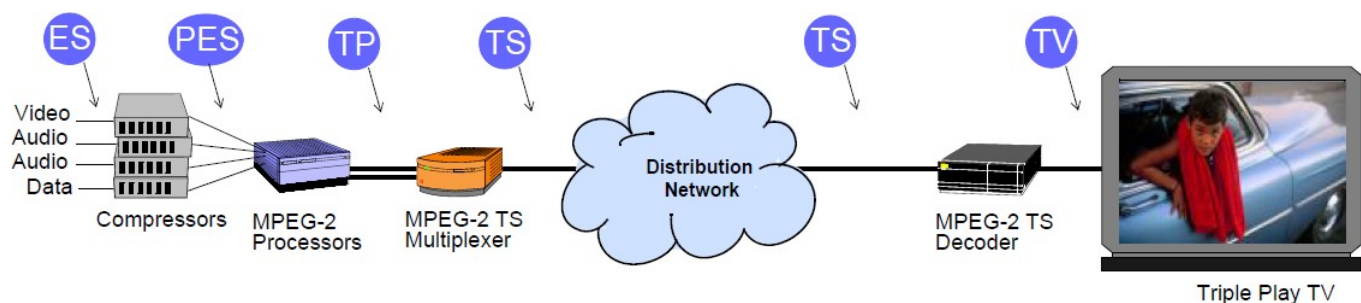 ES
PES
TP
TS
TS
TV
Video
Audio
Audio
Data
Compressors
MPEG-2
Processors
MPEG-2 TS
Multiplexer
Distribution
Network
MPEG-2 TS
Decoder
Triple Play TV